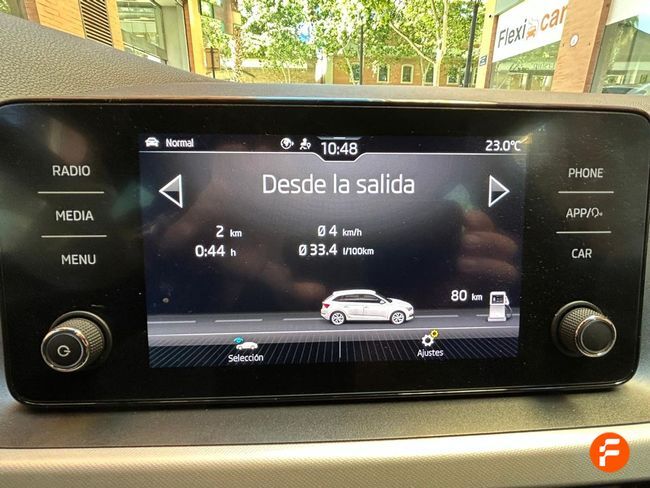 Flexicar
Normal
10:48
23.0°C
RADIO
MEDIA
MENU
PHONE
APP/
CAR
Desde la salida
2 km
Ø 4 km/h
0:44 h
Ø 33.4 l/100km
80 km
Selección
Ajustes